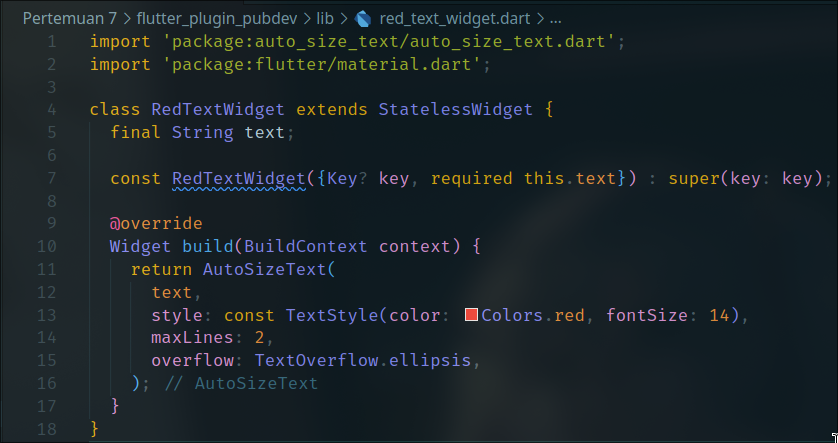 Pertemuan 7 > flutter_plugin_pubdev > lib > red_text_widget.dart > ...
1 import 'package:auto_size_text/auto_size_text.dart';
2 import 'package:flutter/material.dart';
3
4 class RedTextWidget extends StatelessWidget {
5   final String text;
6
7   const RedTextWidget({Key? key, required this.text}) : super(key: key);
8
9   @override
10   Widget build(BuildContext context) {
11     return AutoSizeText(
12       text,
13       style: const TextStyle(color: Colors.red, fontSize: 14),
14       maxLines: 2,
15       overflow: TextOverflow.ellipsis,
16     ); // AutoSizeText
17   }
18 }